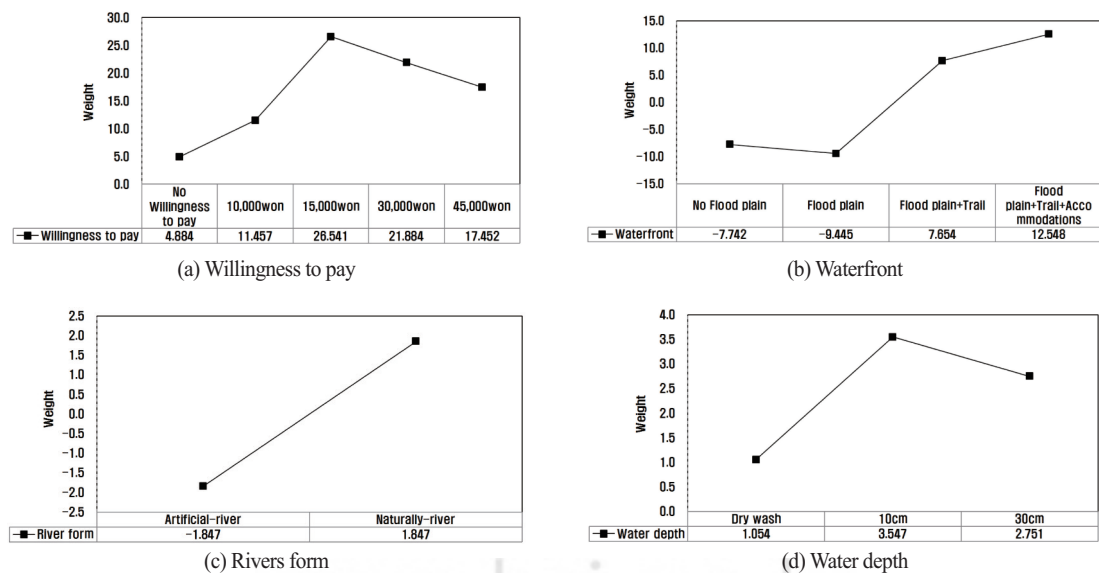 30.0
25.0
20.0
15.0
10.0
5.0
0.0
Weight
No Willingness to pay 10,000won 15,000won 30,000won 45,000won
Willingness to pay 4.884 11.457 26.541 21.884 17.452
(a) Willingness to pay
15.0
10.0
5.0
0.0
-5.0
-10.0
-15.0
Weight
No Flood plain Flood plain Flood plain+Trail Flood plain+Trail+Acco mmodations
Waterfront -7.742 -9.445 7.654 12.548
(b) Waterfront
2.5
2.0
1.5
1.0
0.5
0.0
-0.5
-1.0
-1.5
-2.0
-2.5
Weight
Artificial-river Naturally-river
River form -1.847 1.847
(c) Rivers form
4.0
3.5
3.0
2.5
2.0
1.5
1.0
0.5
0.0
Weight
Dry wash 10cm 30cm
Water depth 1.054 3.547 2.751
(d) Water depth